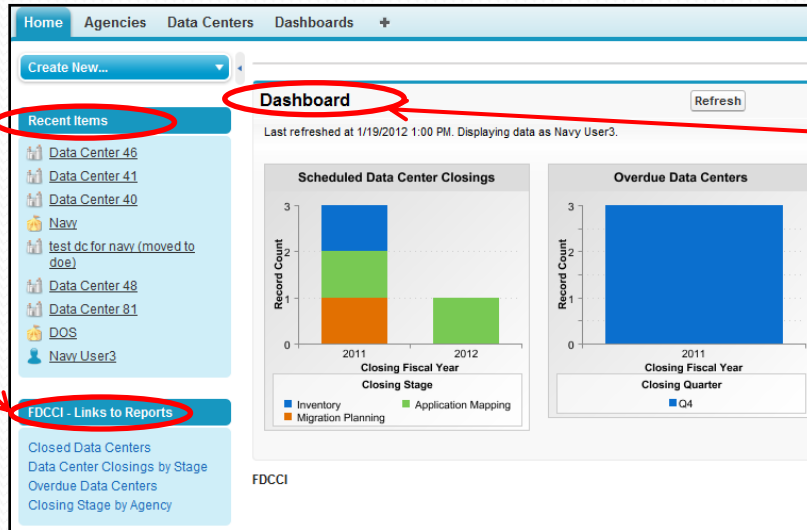 Home Agencies Data Centers Dashboards +
Create New...
Recent Items
Data Center 46
Data Center 41
Data Center 40
Navy
test dc for navy (moved to
doe)
Data Center 48
Data Center 81
DOS
Navy User3
FDCCI - Links to Reports
Closed Data Centers
Data Center Closings by Stage
Overdue Data Centers
Closing Stage by Agency
Dashboard
Refresh
Last refreshed at 1/19/2012 1:00 PM. Displaying data as Navy User3.
Scheduled Data Center Closings
Record Count
3
2
1
0
2011 2012
Closing Fiscal Year
Closing Stage
Inventory Application Mapping
Migration Planning
Overdue Data Centers
Record Count
3
2
1
0
2011
Closing Fiscal Year
Closing Quarter
Q4
FDCCI